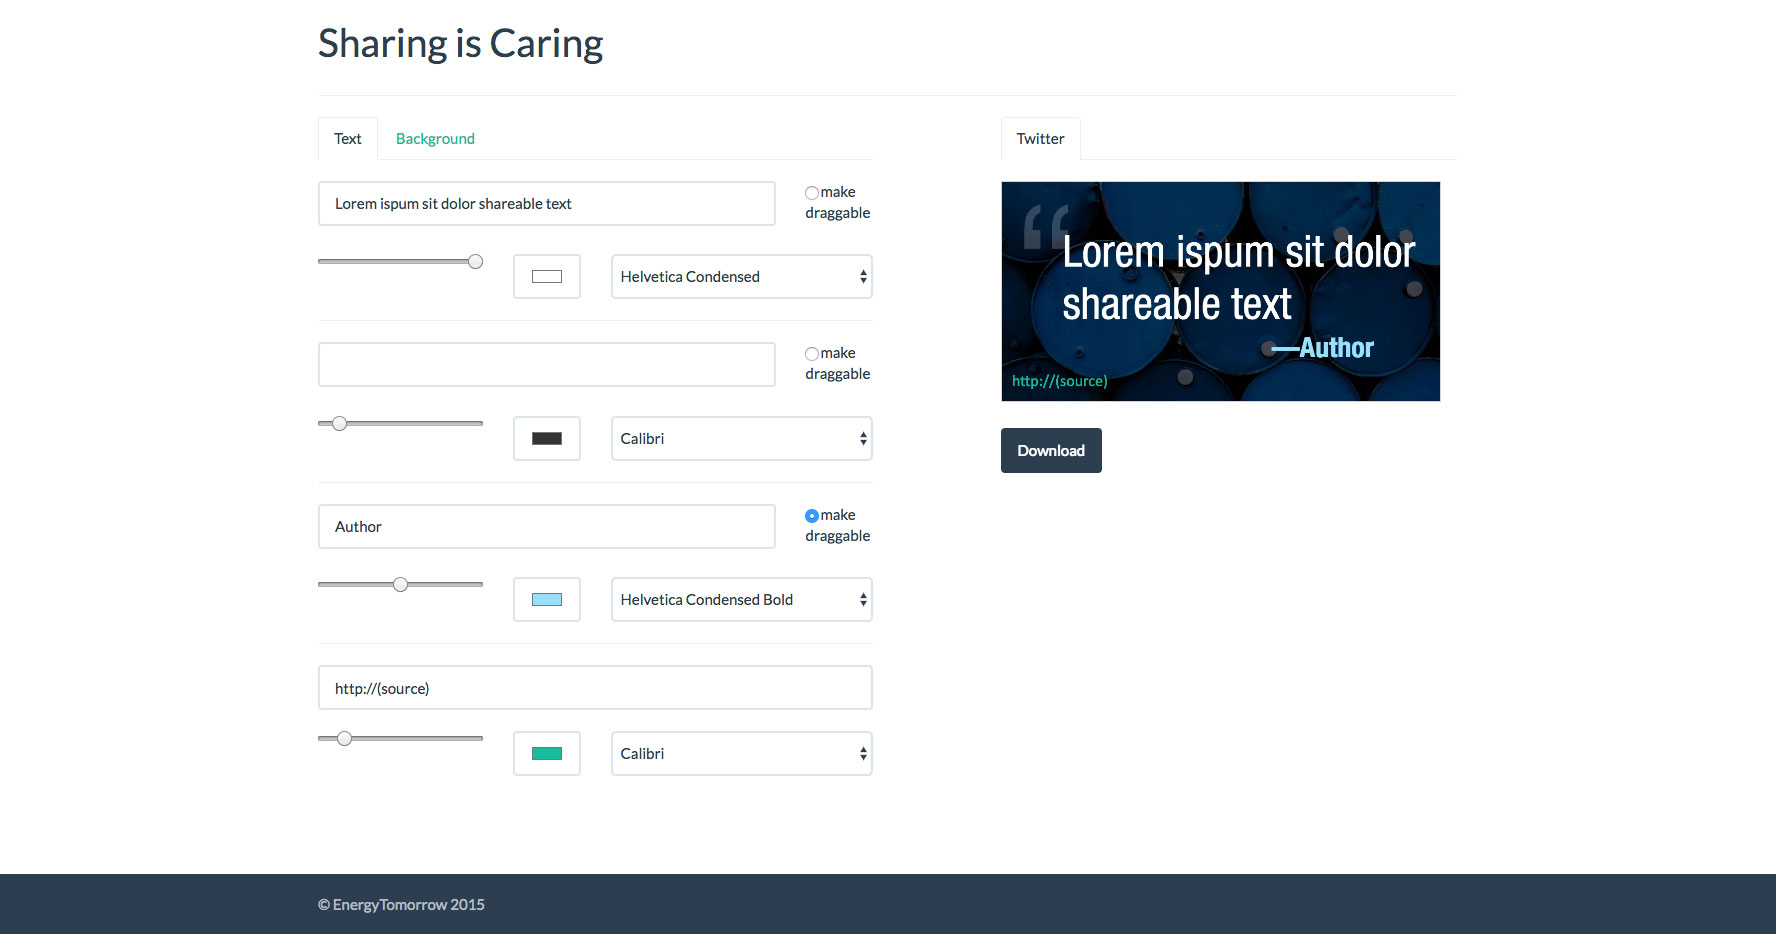 Sharing is Caring
Text Background
Lorem ispum sit dolor shareable text
make
draggable
Helvetica Condensed
make
draggable
Calibri
Author
make
draggable
Helvetica Condensed Bold
http://(source)
Calibri
Twitter
“
Lorem ispum sit dolor
shareable text
—Author
http://(source)
Download
© EnergyTomorrow 2015